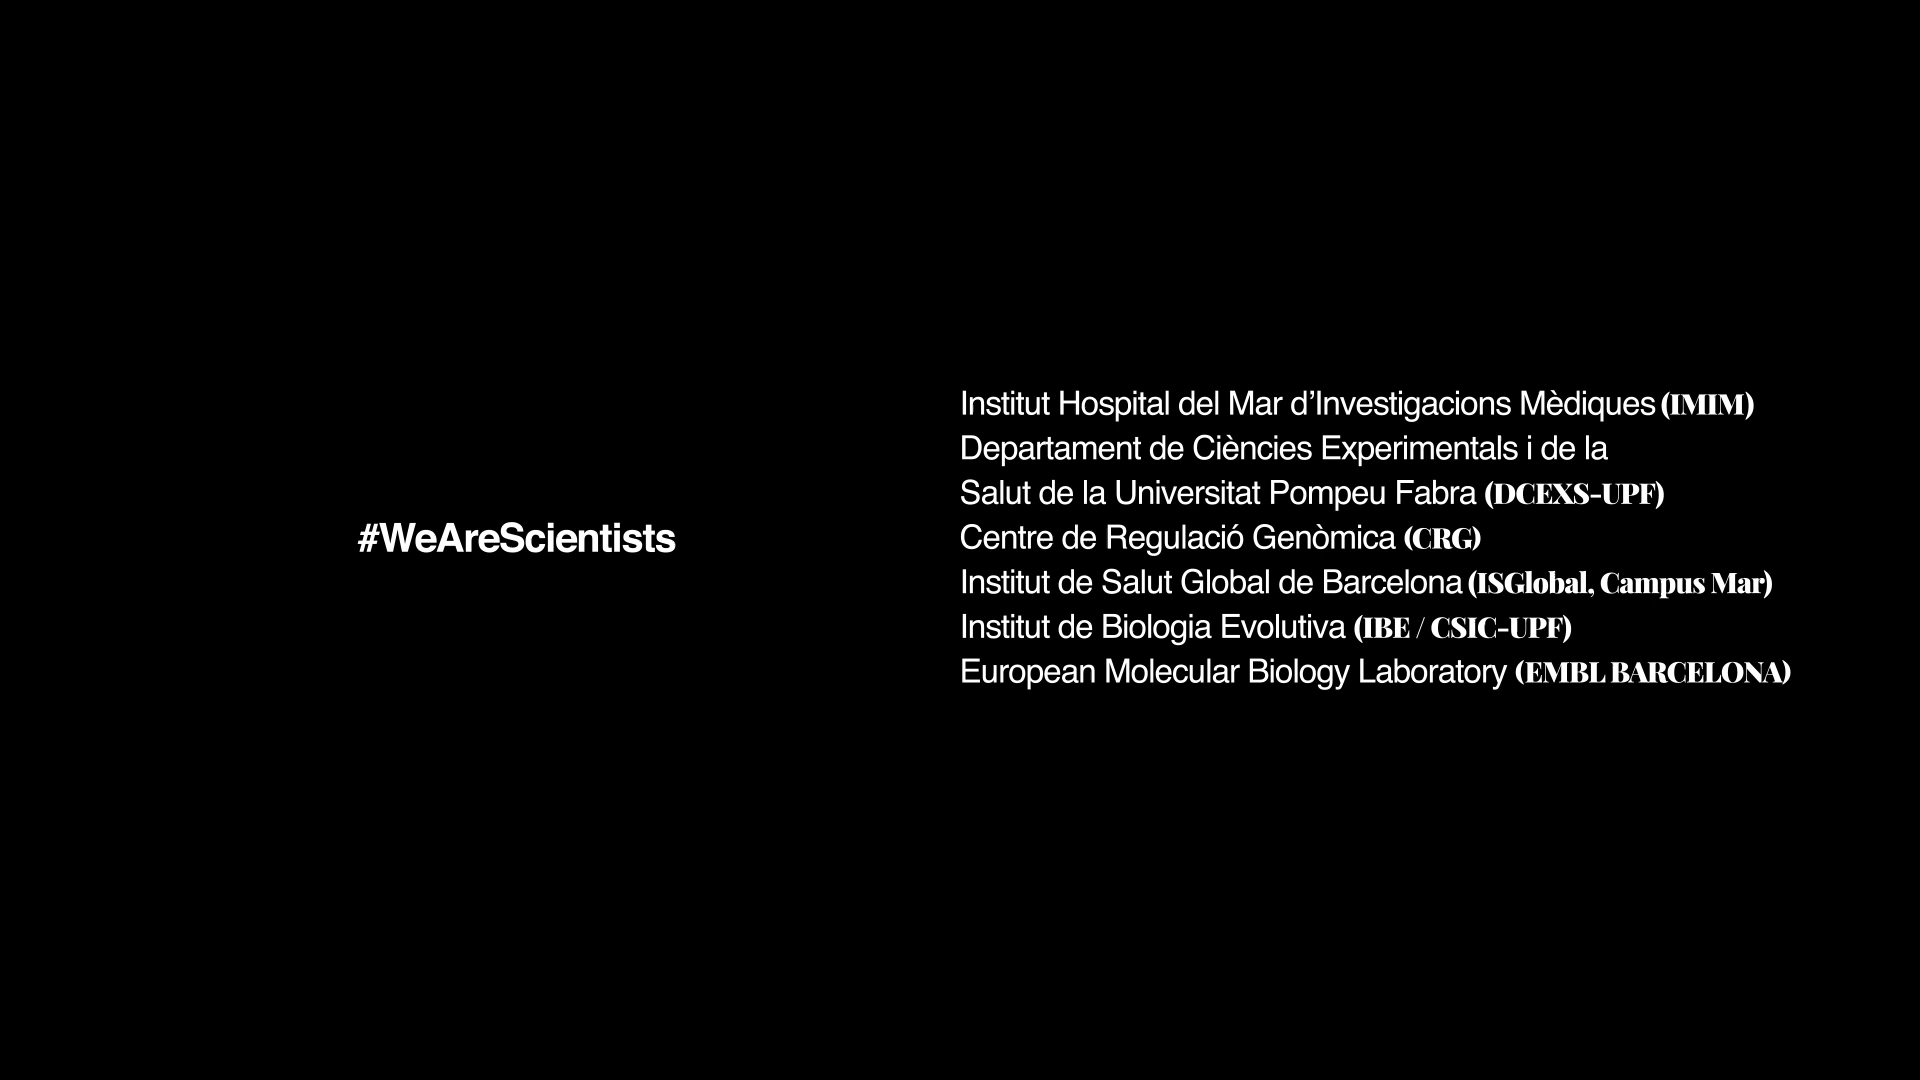 #WeAreScientists
Institut Hospital del Mar d’Investigacions Mèdiques (IMIM)
Departament de Ciències Experimentals i de la
Salut de la Universitat Pompeu Fabra (DCEXS-UPF)
Centre de Regulació Genòmica (CRG)
Institut de Salut Global de Barcelona (ISGlobal, Campus Mar)
Institut de Biologia Evolutiva (IBE / CSIC-UPF)
European Molecular Biology Laboratory (EMBL BARCELONA)